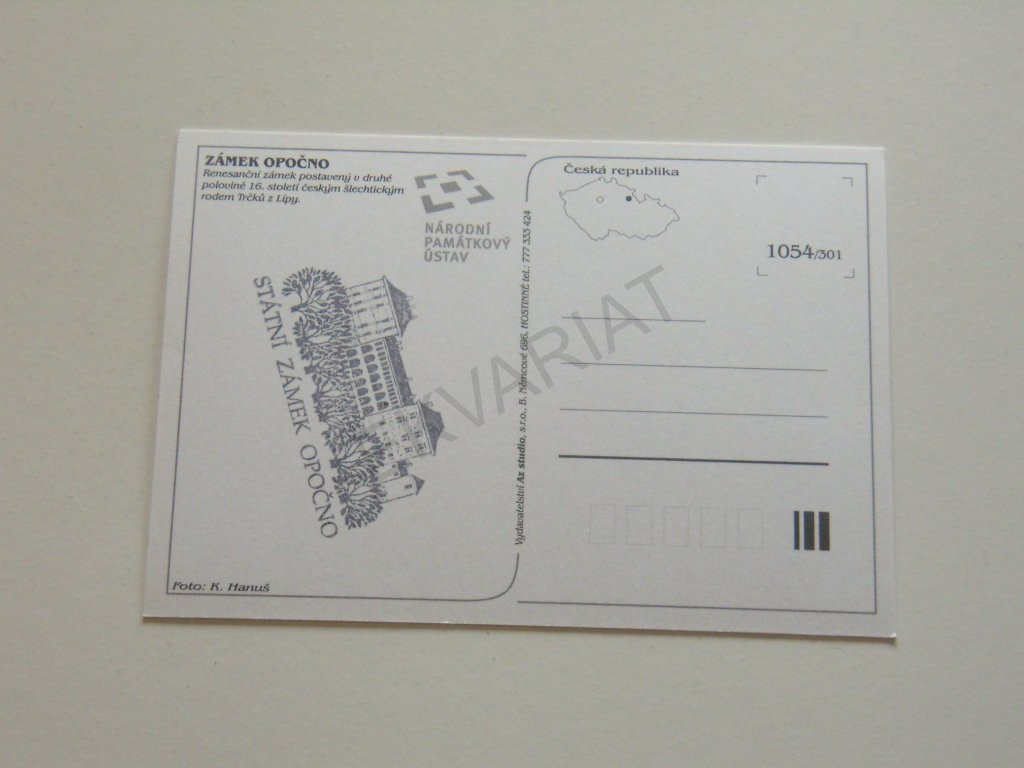 ZÁMEK OPOČNO
Renesanční zámek postavený v druhé
polovině 16. století českým šlechtickým
rodem Trčků z Lípy.
NÁRODNÍ
PAMÁTKOVÝ
ÚSTAV
STÁTNÍ ZÁMEK OPOČNO
Foto: K. Hanuš
Vydavatelství Az studio, s.r.o., B. Němcové 696, HOSTINNÉ tel.: 777 333 424
Česká republika
1054/301
KVARIAT